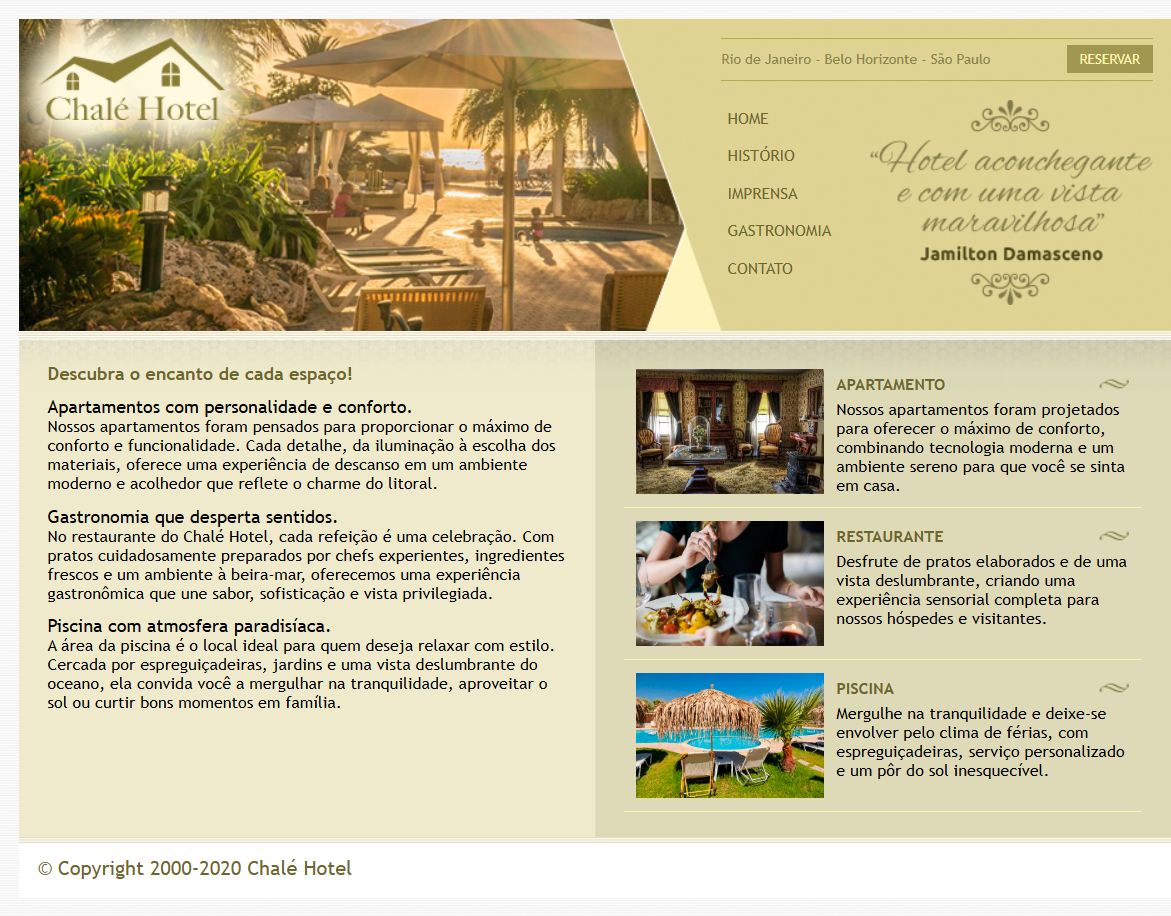 Chalé Hotel
Rio de Janeiro - Belo Horizonte - São Paulo
RESERVAR
HOME
HISTÓRIO
IMPRENSA
GASTRONOMIA
CONTATO
“Hotel aconchegante
e com uma vista
maravilhosa”
Jamilton Damasceno
Descubra o encanto de cada espaço!
Apartamentos com personalidade e conforto.
Nossos apartamentos foram pensados para proporcionar o máximo de
conforto e funcionalidade. Cada detalhe, da iluminação à escolha dos
materiais, oferece uma experiência de descanso em um ambiente
moderno e acolhedor que reflete o charme do litoral.
Gastronomia que desperta sentidos.
No restaurante do Chalé Hotel, cada refeição é uma celebração. Com
pratos cuidadosamente preparados por chefs experientes, ingredientes
frescos e um ambiente à beira-mar, oferecemos uma experiência
gastronômica que une sabor, sofisticação e vista privilegiada.
Piscina com atmosfera paradisíaca.
A área da piscina é o local ideal para quem deseja relaxar com estilo.
Cercada por espreguiçadeiras, jardins e uma vista deslumbrante do
oceano, ela convida você a mergulhar na tranquilidade, aproveitar o
sol ou curtir bons momentos em família.
APARTAMENTO
Nossos apartamentos foram projetados
para oferecer o máximo de conforto,
combinando tecnologia moderna e um
ambiente sereno para que você se sinta
em casa.
RESTAURANTE
Desfrute de pratos elaborados e de uma
vista deslumbrante, criando uma
experiência sensorial completa para
nossos hóspedes e visitantes.
PISCINA
Mergulhe na tranquilidade e deixe-se
envolver pelo clima de férias, com
espreguiçadeiras, serviço personalizado
e um pôr do sol inesquecível.
© Copyright 2000-2020 Chalé Hotel